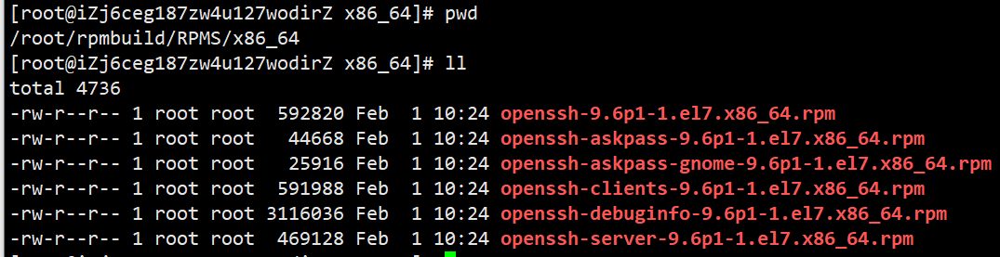 [root@iZj6ceg187zw4u127wodirZ x86_64]# pwd
/root/rpmbuild/RPMS/x86_64
[root@iZj6ceg187zw4u127wodirZ x86_64]# ll
total 4736
-rw-r--r-- 1 root root  592820 Feb  1 10:24 openssh-9.6p1-1.el7.x86_64.rpm
-rw-r--r-- 1 root root   44668 Feb  1 10:24 openssh-askpass-9.6p1-1.el7.x86_64.rpm
-rw-r--r-- 1 root root   25916 Feb  1 10:24 openssh-askpass-gnome-9.6p1-1.el7.x86_64.rpm
-rw-r--r-- 1 root root  591988 Feb  1 10:24 openssh-clients-9.6p1-1.el7.x86_64.rpm
-rw-r--r-- 1 root root 3116036 Feb  1 10:24 openssh-debuginfo-9.6p1-1.el7.x86_64.rpm
-rw-r--r-- 1 root root  469128 Feb  1 10:24 openssh-server-9.6p1-1.el7.x86_64.rpm